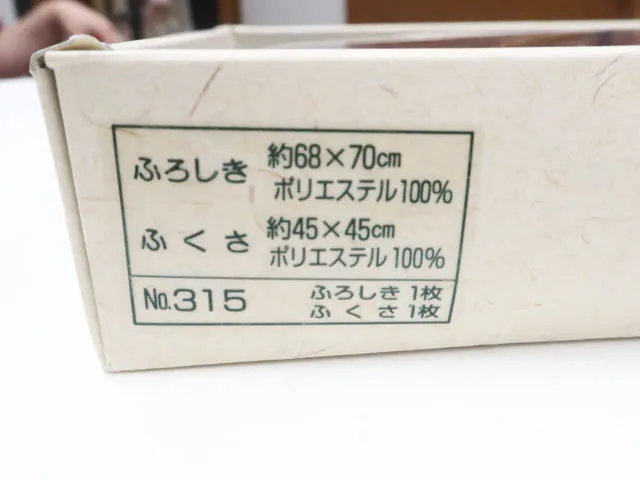 ふろしき 約68×70cm
ポリエステル100%
ふくさ 約45×45cm
ポリエステル100%
No.315 ふろしき1枚
ふくさ1枚